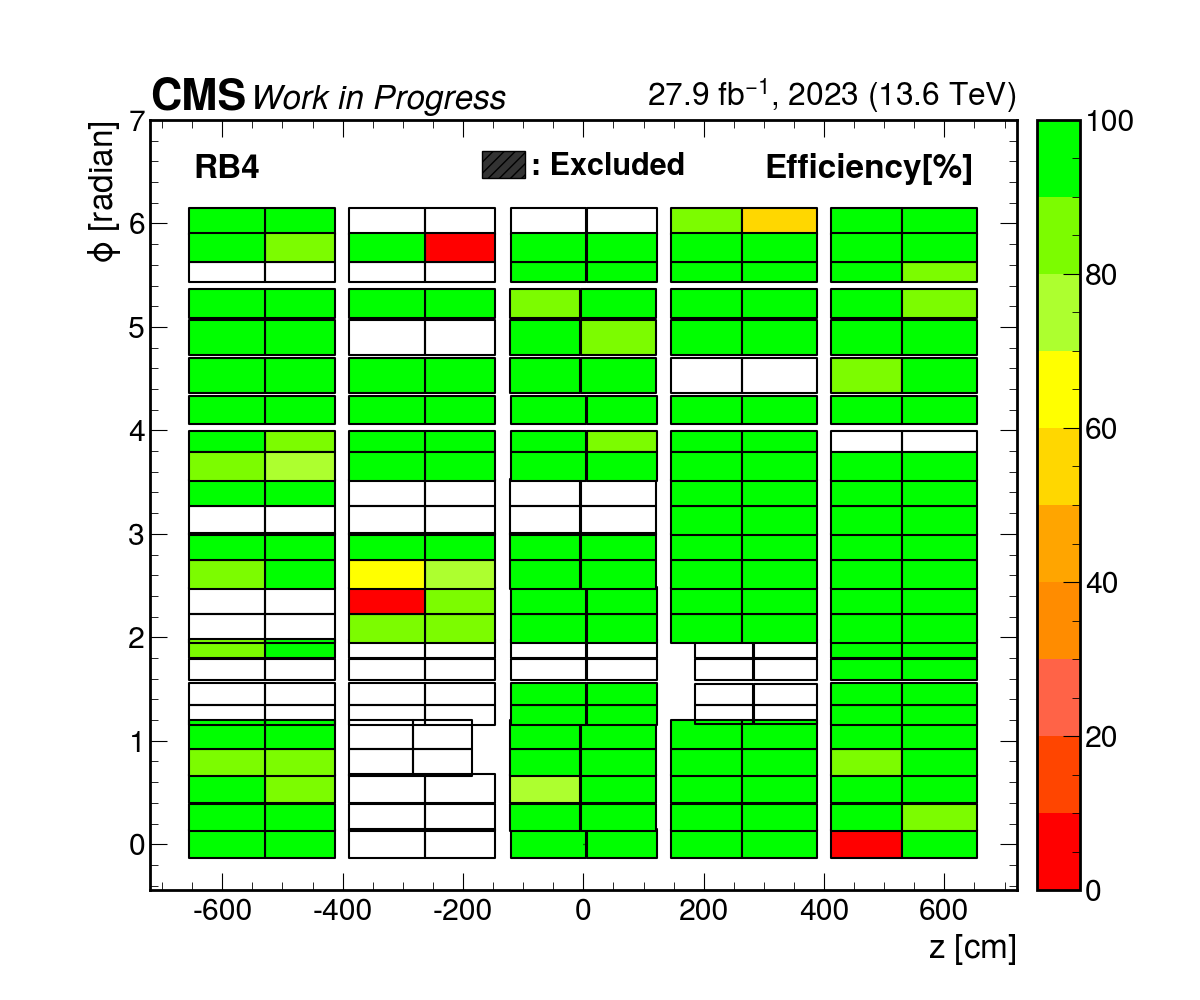 CMS Work in Progress 27.9 fb⁻¹, 2023 (13.6 TeV)
RB4 : Excluded Efficiency[%]
ϕ [radian]
7
6
5
4
3
2
1
0
-600 -400 -200 0 200 400 600
z [cm]
100
80
60
40
20
0